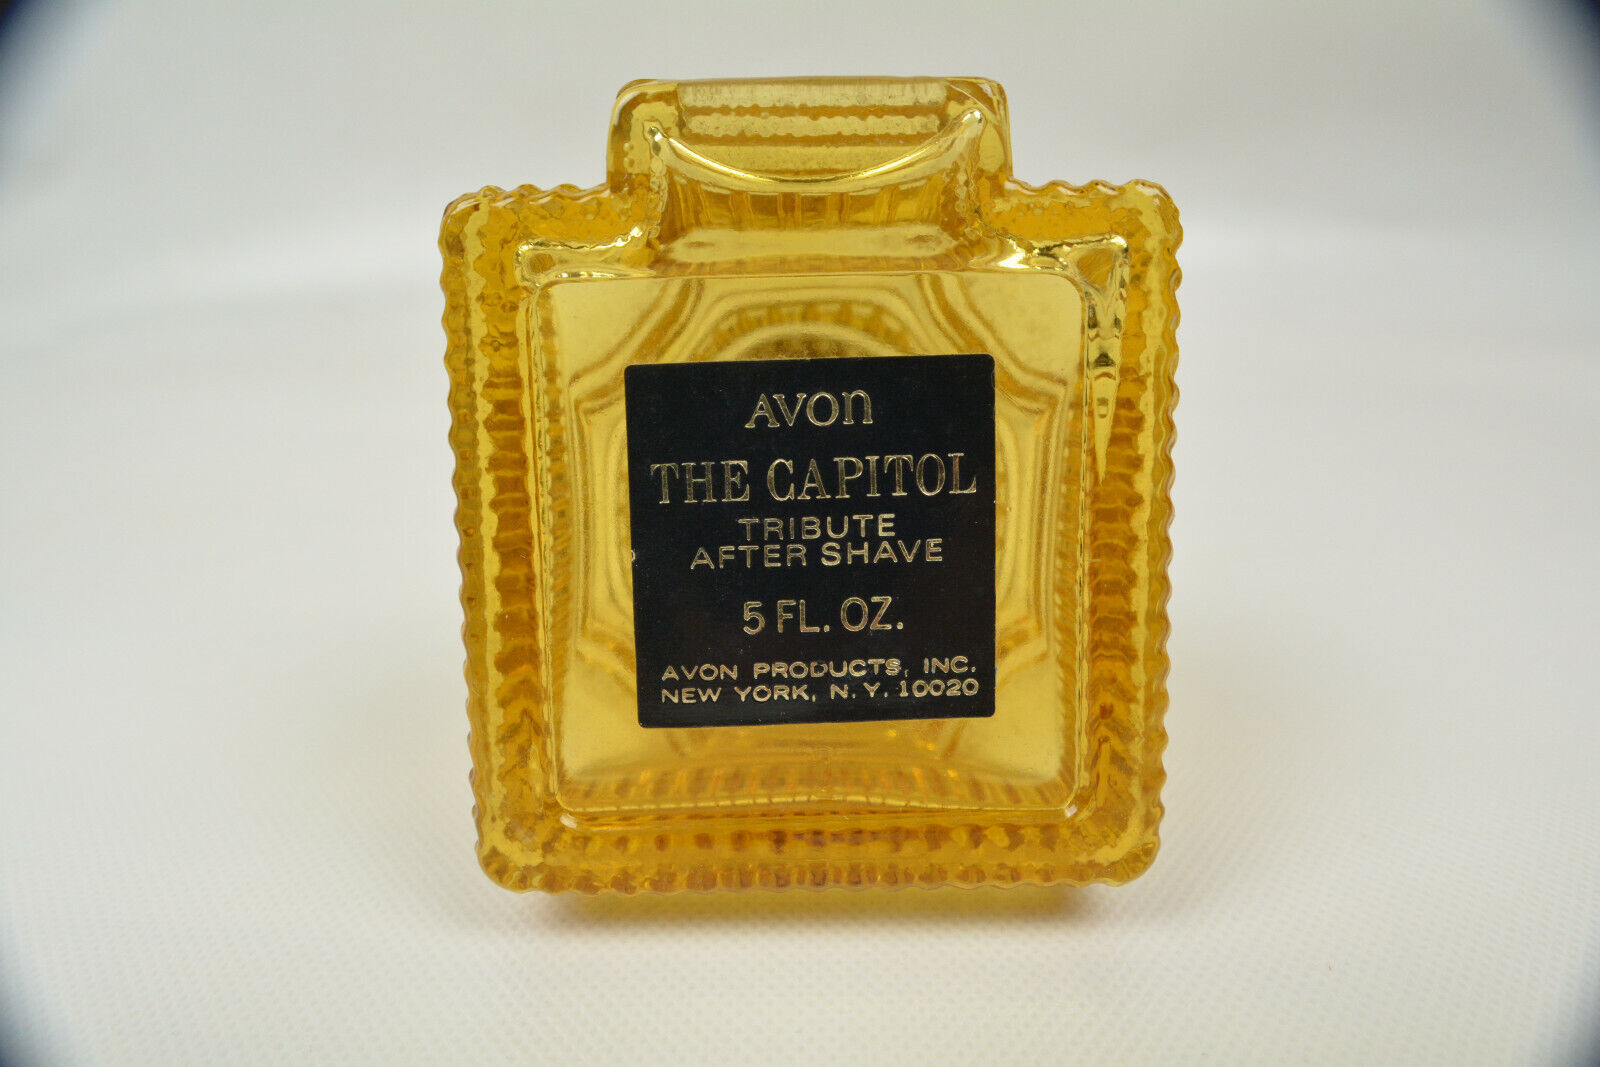 Avon
THE CAPITOL
TRIBUTE
AFTER SHAVE
5 FL. OZ.
AVON PRODUCTS, INC.
NEW YORK, N.Y. 10020